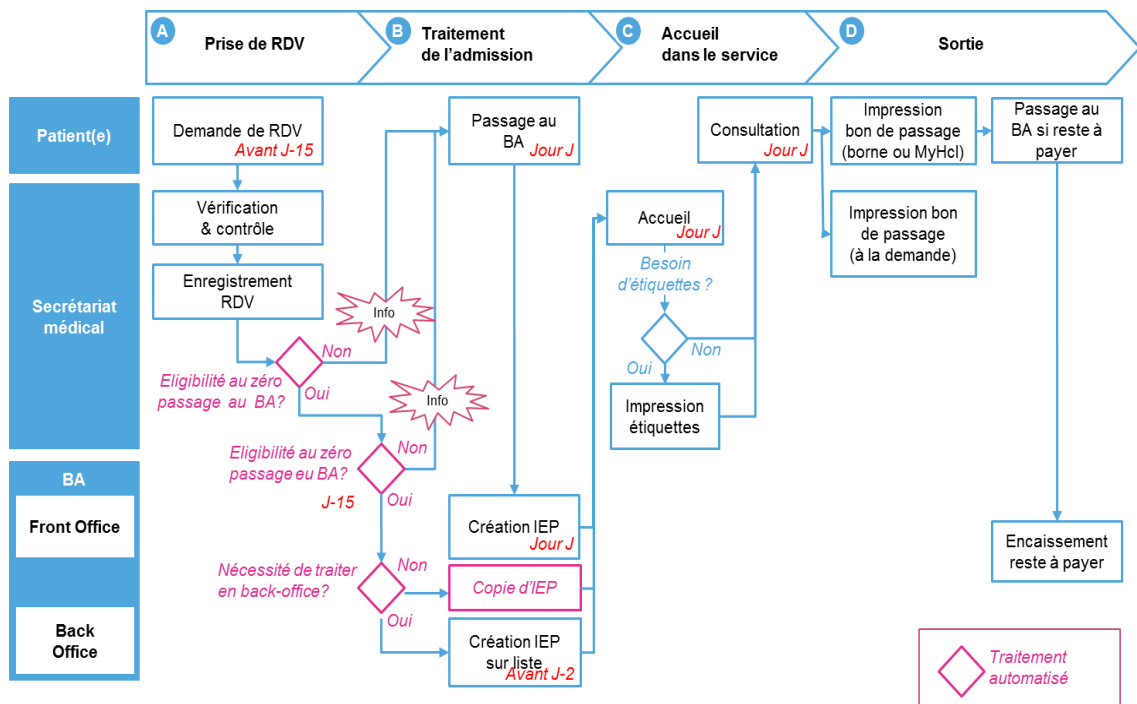 A
Prise de RDV
B
Traitement
de l'admission
C
Accueil
dans le service
D
Sortie
Patient(e)
Demande de RDV
Avant J-15
Passage au
BA
Jour J
Consultation
Jour J
Impression
bon de passage
(borne ou MyHcl)
Passage au
BA si reste à
payer
Secrétariat
médical
Vérification
& contrôle
Accueil
Jour J
Impression bon
de passage
(à la demande)
Enregistrement
RDV
Besoin
d'étiquettes ?
Info
Non
Oui
Eligibilité au zéro
passage au BA?
Non
Oui
Impression
étiquettes
Info
Eligibilité au zéro
passage eu BA?
Non
Oui
J-15
BA
Front Office
Création IEP
Jour J
Encaissement
reste à payer
Nécessité de traiter
en back-office?
Non
Oui
Copie d'IEP
Back
Office
Création IEP
sur liste
Avant J-2
Traitement
automatisé